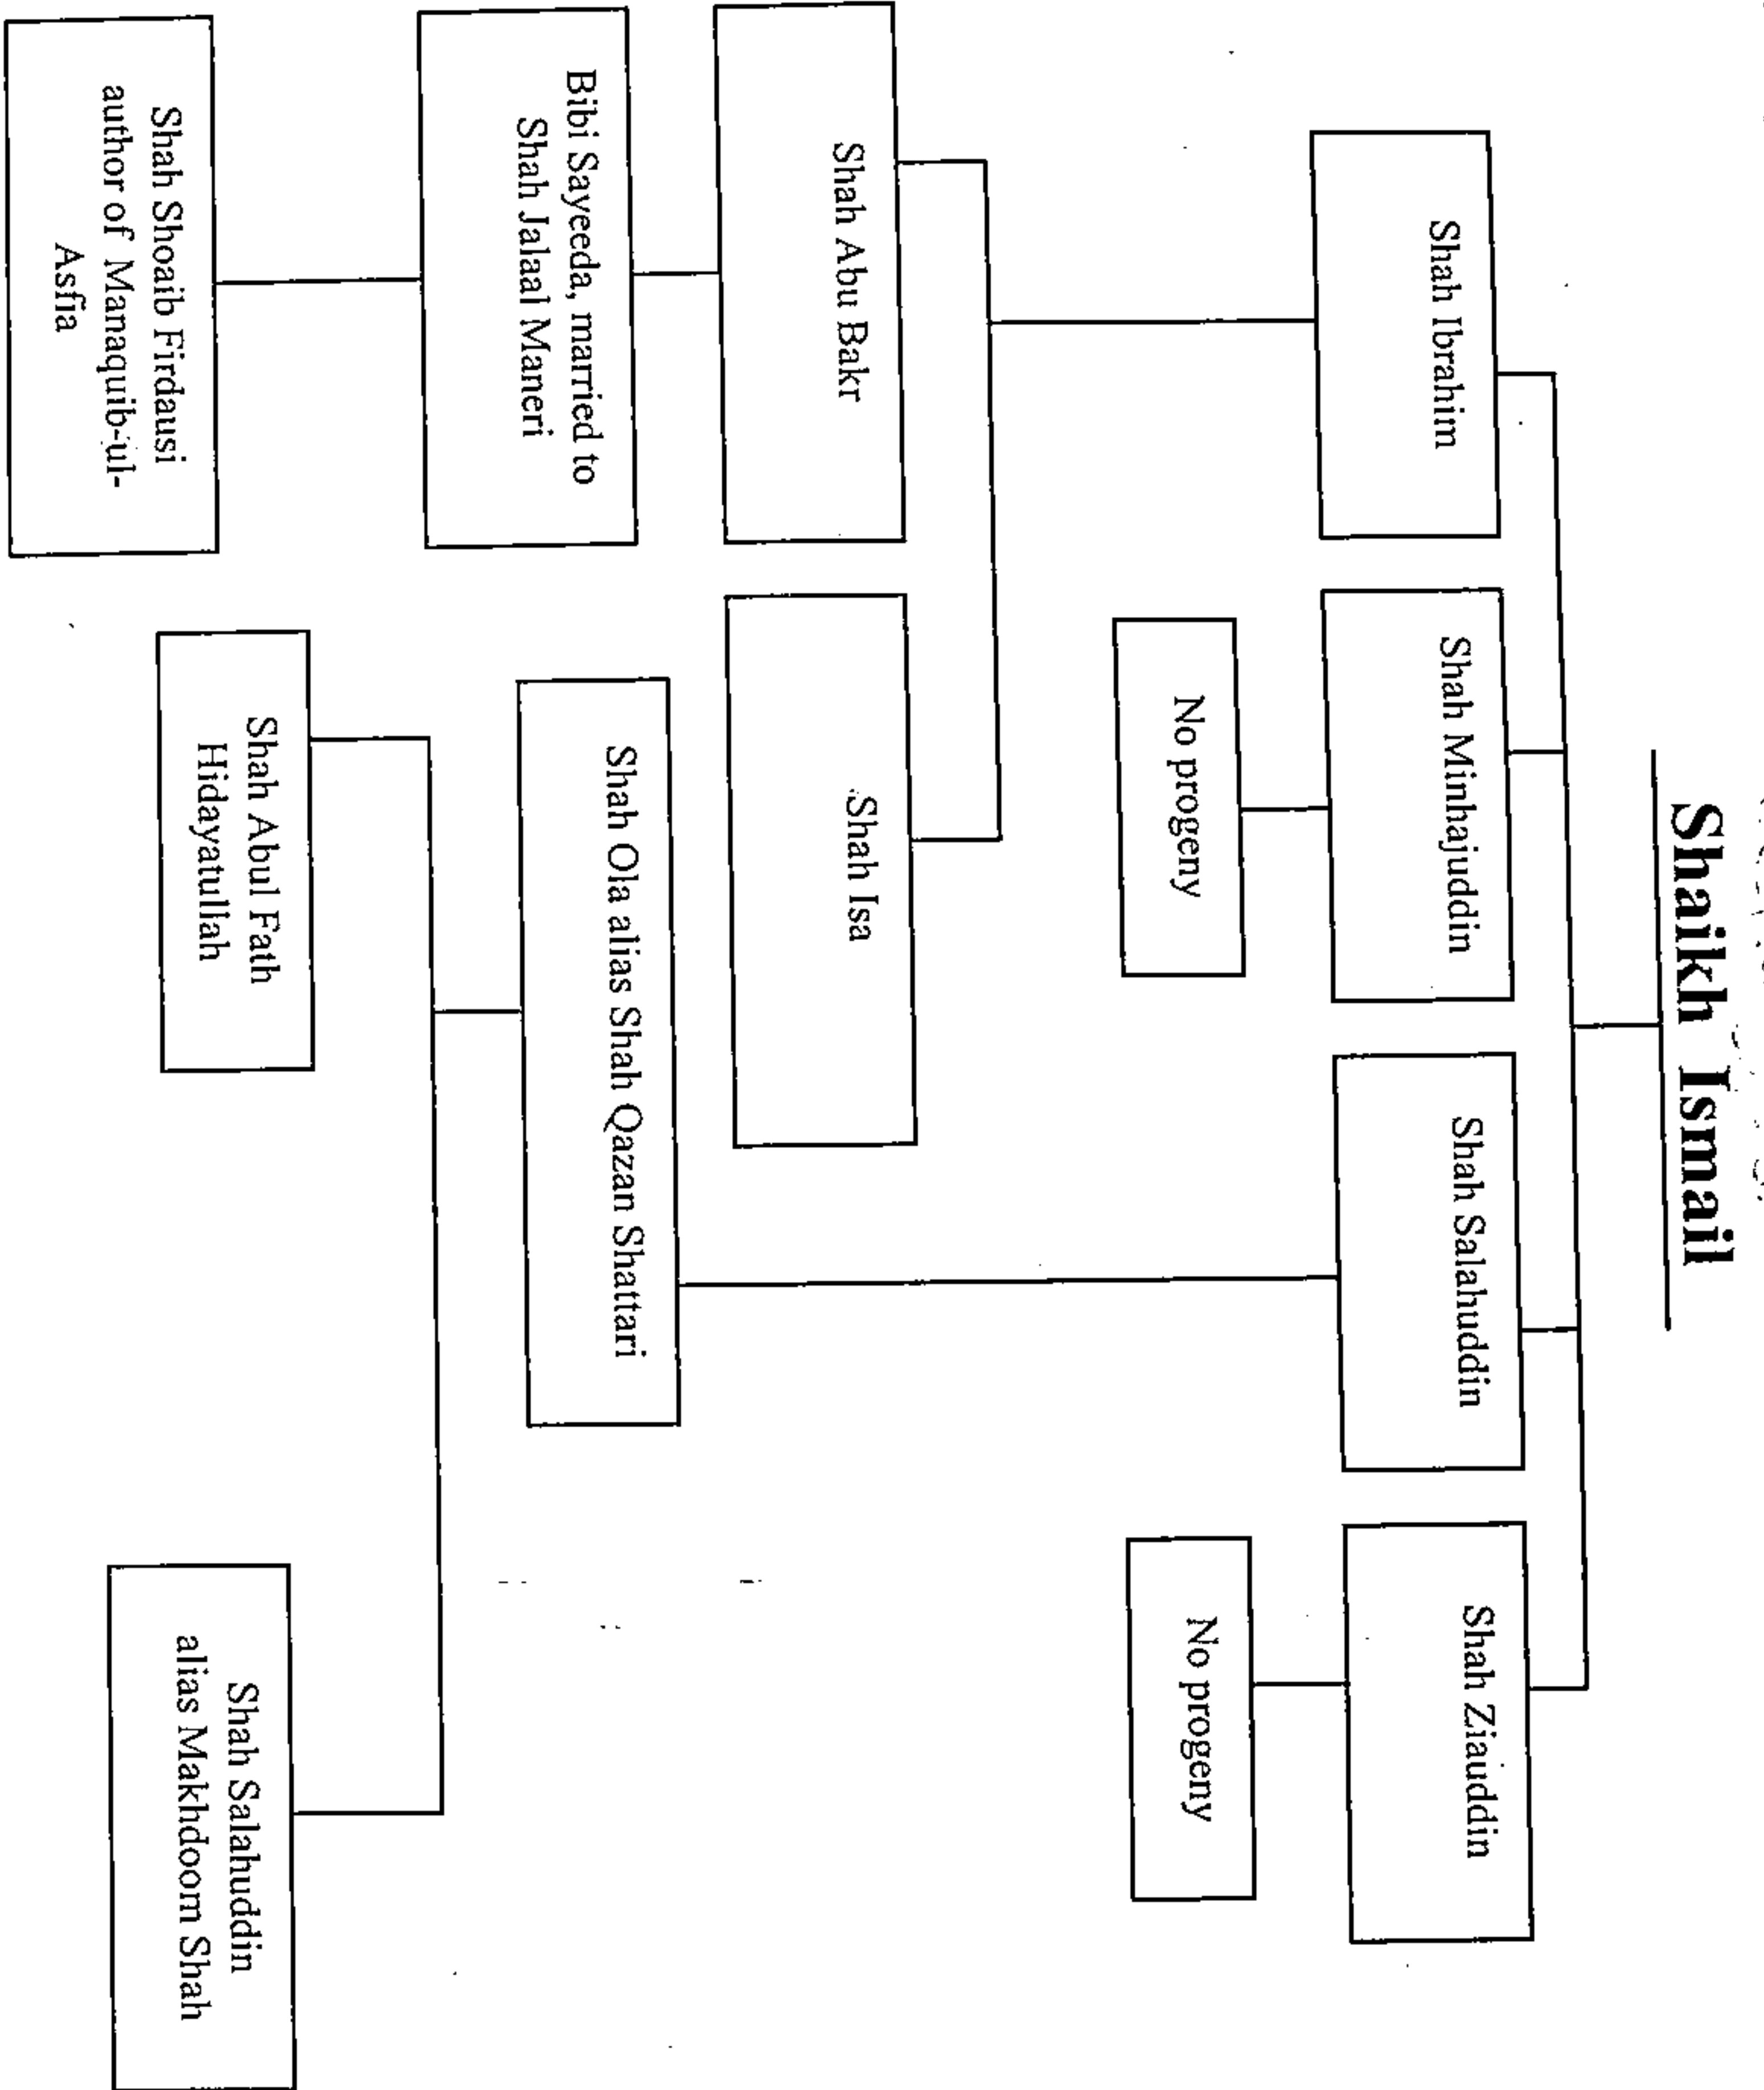 Shaikh Ismail
Shah Ibrahim
Shah Minhajuddin
Shah Salahuddin
Shah Ziauddin
No progeny
No progeny
Shah Abu Bakr
Shah Isa
Bibi Sayeeda, married to
Shah Jalaal Maneri
Shah Ola alias Shah Qazan Shattari
Shah Shoaib Firdausi
author of Manaquib-ul-
Asfia
Shah Abul Fath
Hidayatullah
Shah Salahuddin
alias Makhdoom Shah